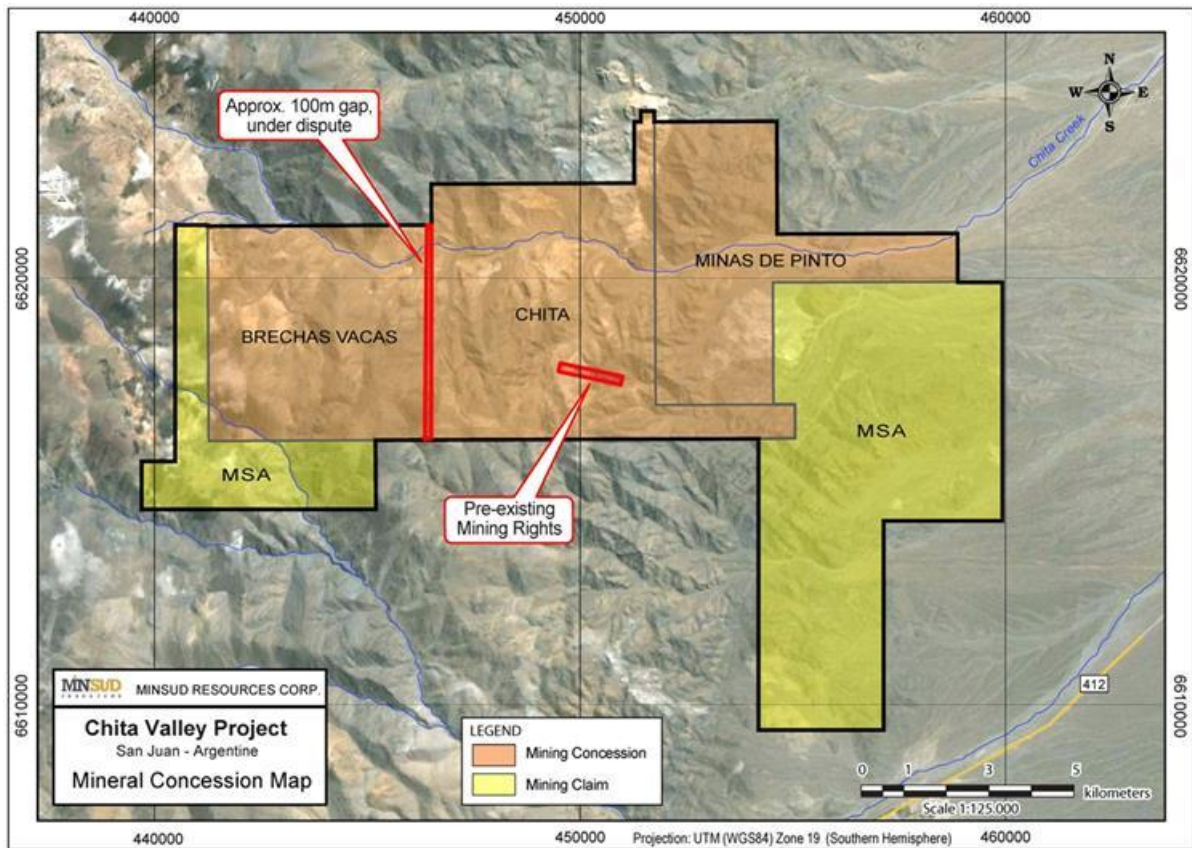 440000
450000
460000
N
W
E
S
Approx. 100m gap,
under dispute
Chita Creek
6620000
6620000
MINAS DE PINTO
CHITA
BRECHAS VACAS
MSA
MSA
Pre-existing
Mining Rights
6610000
6610000
412
MINSUD
MINSUD RESOURCES CORP.
Chita Valley Project
San Juan - Argentine
Mineral Concession Map
LEGEND
Mining Concession
Mining Claim
0 1 3 5
kilometers
Scale 1:125.000
440000
450000
460000
Projection: UTM (WGS84) Zone 19 (Southern Hemisphere)